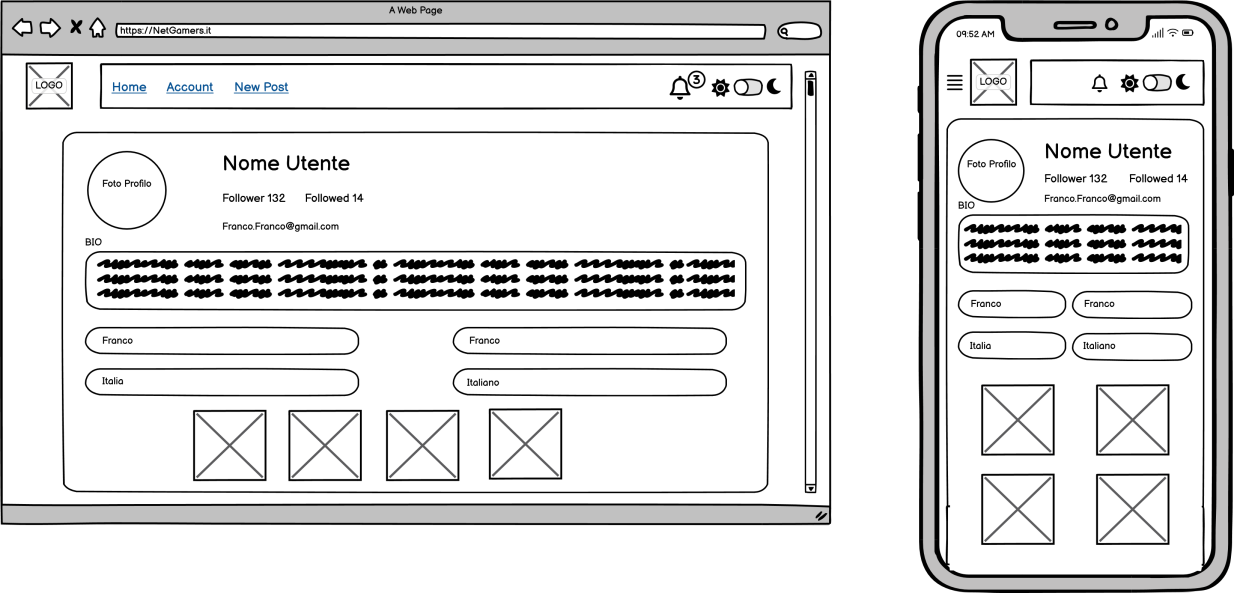 A Web Page
https://NetGamers.it
LOGO
Home Account New Post
3
Foto Profilo
Nome Utente
Follower 132 Followed 14
Franco.Franco@gmail.com
BIO
Franco Franco
Italia Italiano
09:52 AM
LOGO
Foto Profilo
Nome Utente
Follower 132 Followed 14
Franco.Franco@gmail.com
BIO
Franco Franco
Italia Italiano